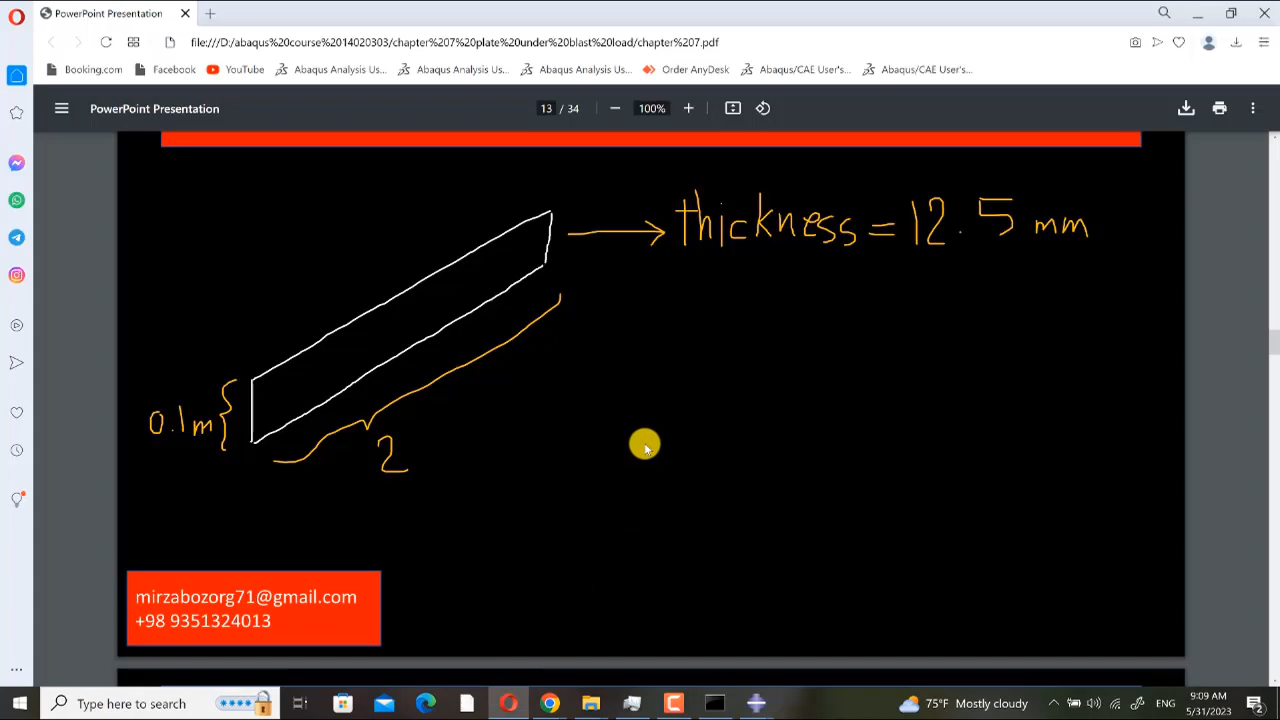 PowerPoint Presentation
file:///D:/abaqus%20course%2014020303/chapter%207%20plate%20under%20blast%20load/chapter%207.pdf
Booking.com
Facebook
YouTube
Abaqus Analysis Us...
Abaqus Analysis Us...
Abaqus Analysis Us...
Order AnyDesk
Abaqus/CAE User's...
Abaqus/CAE User's...
PowerPoint Presentation
13 / 34
100%
thickness = 12.5 mm
0.1m
2
mirzabozorg71@gmail.com
+98 9351324013
Type here to search
75°F Mostly cloudy
ENG
9:09 AM
5/31/2023
2